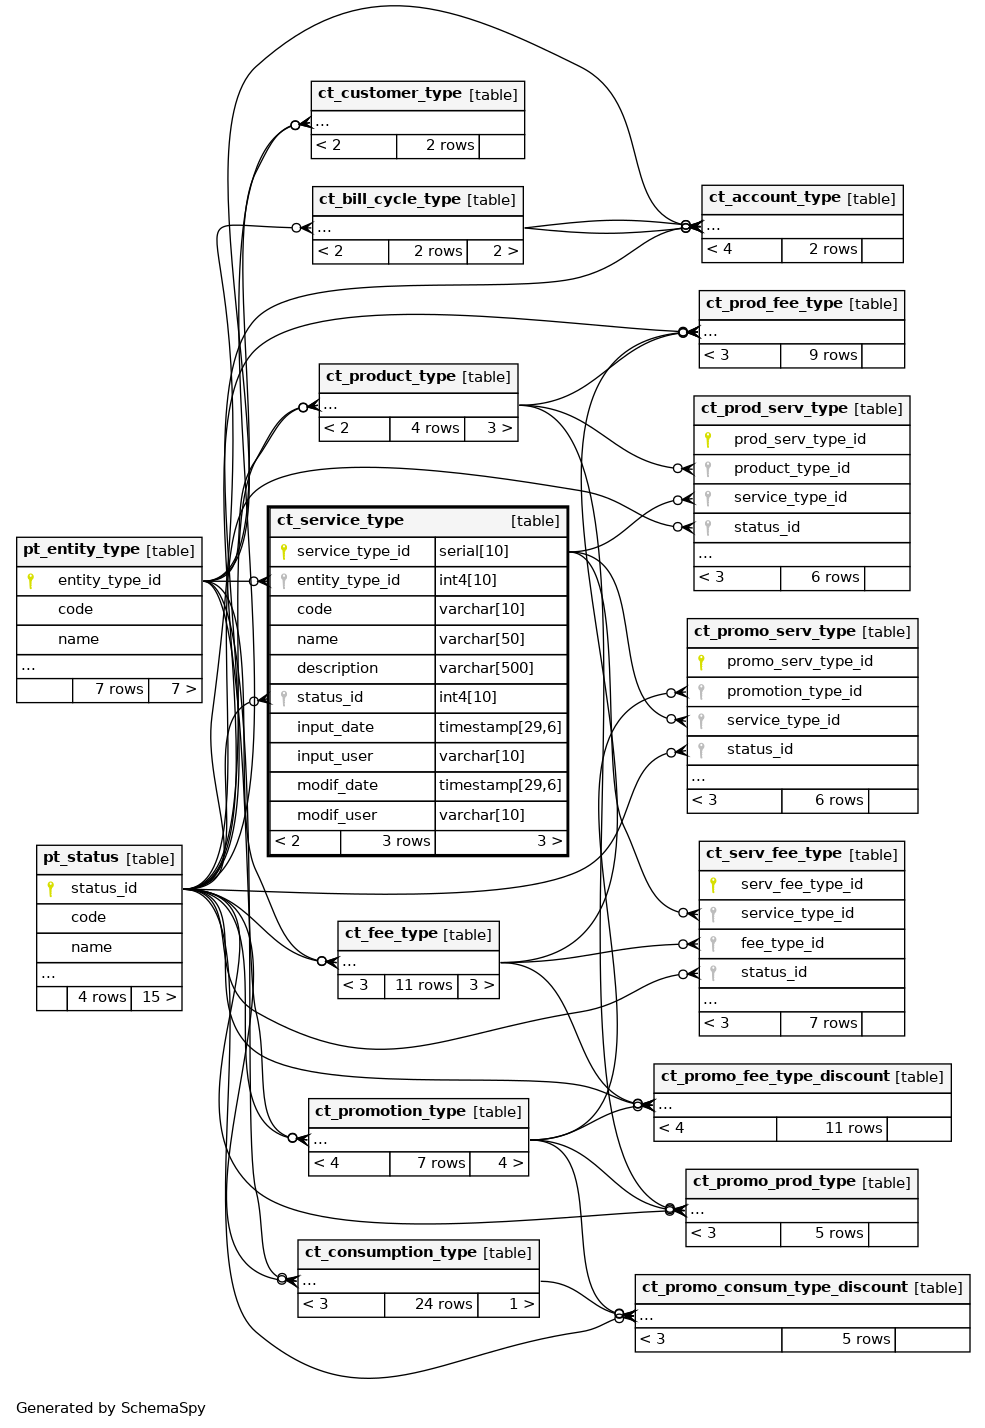 ct_customer_type [table]
...
< 2 2 rows
ct_bill_cycle_type [table]
...
< 2 2 rows 2 >
ct_account_type [table]
...
< 4 2 rows
ct_prod_fee_type [table]
...
< 3 9 rows
ct_product_type [table]
...
< 2 4 rows 3 >
ct_prod_serv_type [table]
prod_serv_type_id
product_type_id
service_type_id
status_id
...
< 3 6 rows
ct_service_type [table]
service_type_id serial[10]
entity_type_id int4[10]
code varchar[10]
name varchar[50]
description varchar[500]
status_id int4[10]
input_date timestamp[29,6]
input_user varchar[10]
modif_date timestamp[29,6]
modif_user varchar[10]
< 2 3 rows 3 >
pt_entity_type [table]
entity_type_id
code
name
...
7 rows 7 >
ct_promo_serv_type [table]
promo_serv_type_id
promotion_type_id
service_type_id
status_id
...
< 3 6 rows
pt_status [table]
status_id
code
name
...
4 rows 15 >
ct_serv_fee_type [table]
serv_fee_type_id
service_type_id
fee_type_id
status_id
...
< 3 7 rows
ct_fee_type [table]
...
< 3 11 rows 3 >
ct_promo_fee_type_discount [table]
...
< 4 11 rows
ct_promotion_type [table]
...
< 4 7 rows 4 >
ct_promo_prod_type [table]
...
< 3 5 rows
ct_consumption_type [table]
...
< 3 24 rows 1 >
ct_promo_consum_type_discount [table]
...
< 3 5 rows
Generated by SchemaSpy